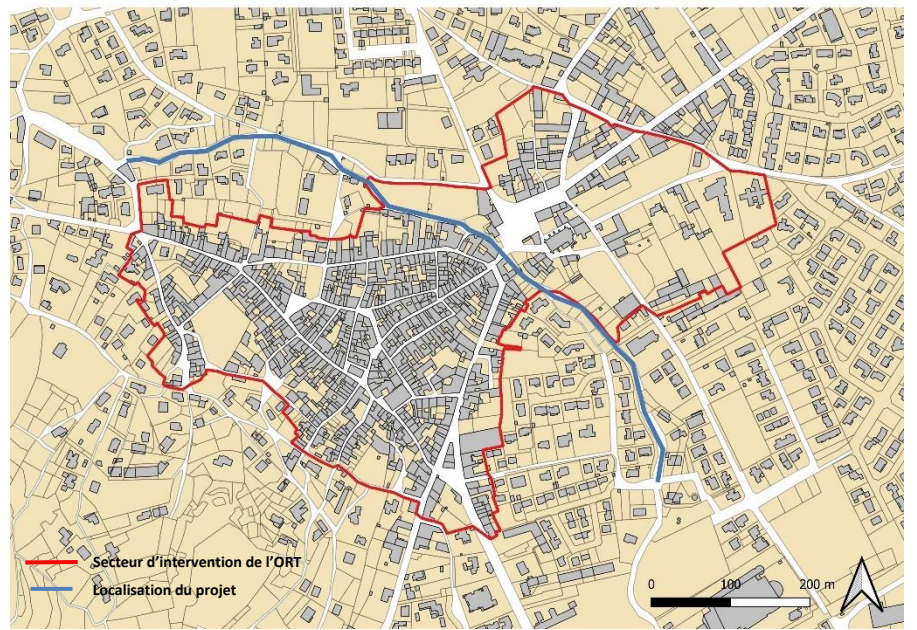 Secteur d'intervention de l'ORT
Localisation du projet
0 100 200 m